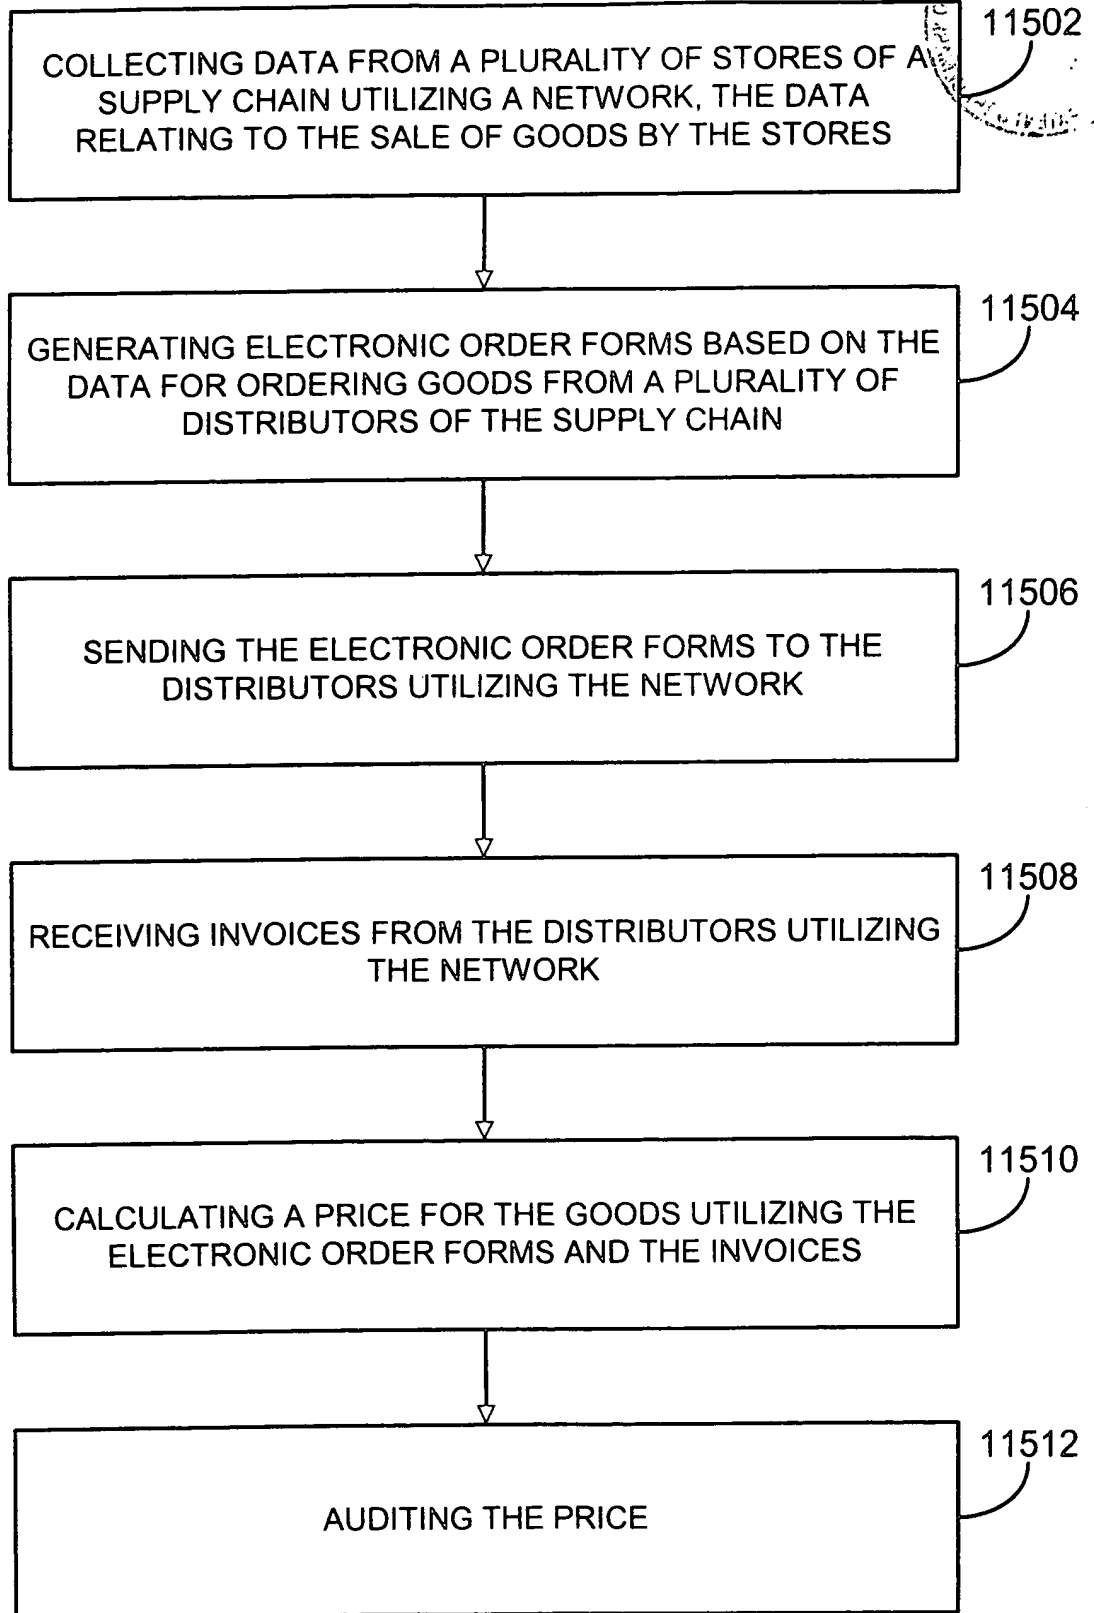 11502
COLLECTING DATA FROM A PLURALITY OF STORES OF A
SUPPLY CHAIN UTILIZING A NETWORK, THE DATA
RELATING TO THE SALE OF GOODS BY THE STORES
11504
GENERATING ELECTRONIC ORDER FORMS BASED ON THE
DATA FOR ORDERING GOODS FROM A PLURALITY OF
DISTRIBUTORS OF THE SUPPLY CHAIN
11506
SENDING THE ELECTRONIC ORDER FORMS TO THE
DISTRIBUTORS UTILIZING THE NETWORK
11508
RECEIVING INVOICES FROM THE DISTRIBUTORS UTILIZING
THE NETWORK
11510
CALCULATING A PRICE FOR THE GOODS UTILIZING THE
ELECTRONIC ORDER FORMS AND THE INVOICES
11512
AUDITING THE PRICE